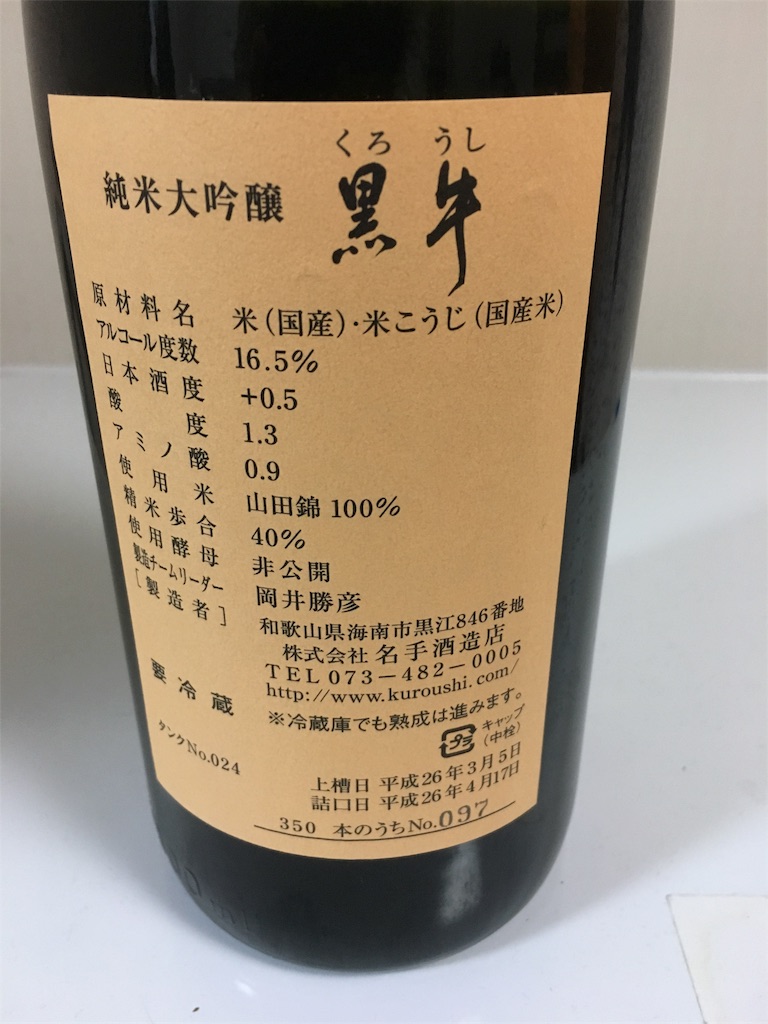 くろ うし
純米大吟醸 黒牛
原材料名 米(国産)・米こうじ(国産米)
アルコール度数 16.5%
日本酒度 +0.5
酸度 1.3
アミノ酸 0.9
使用米 山田錦 100%
精米歩合 40%
使用酵母 非公開
製造チームリーダー 岡井勝彦
[製造者] 和歌山県海南市黒江846番地
株式会社 名手酒造店
TEL 073-482-0005
http://www.kuroushi.com/
要冷蔵 ※冷蔵庫でも熟成は進みます。
プラ キャップ
(中栓)
タンクNo.024
上槽日 平成26年3月5日
詰口日 平成26年4月17日
350 本のうちNo.097